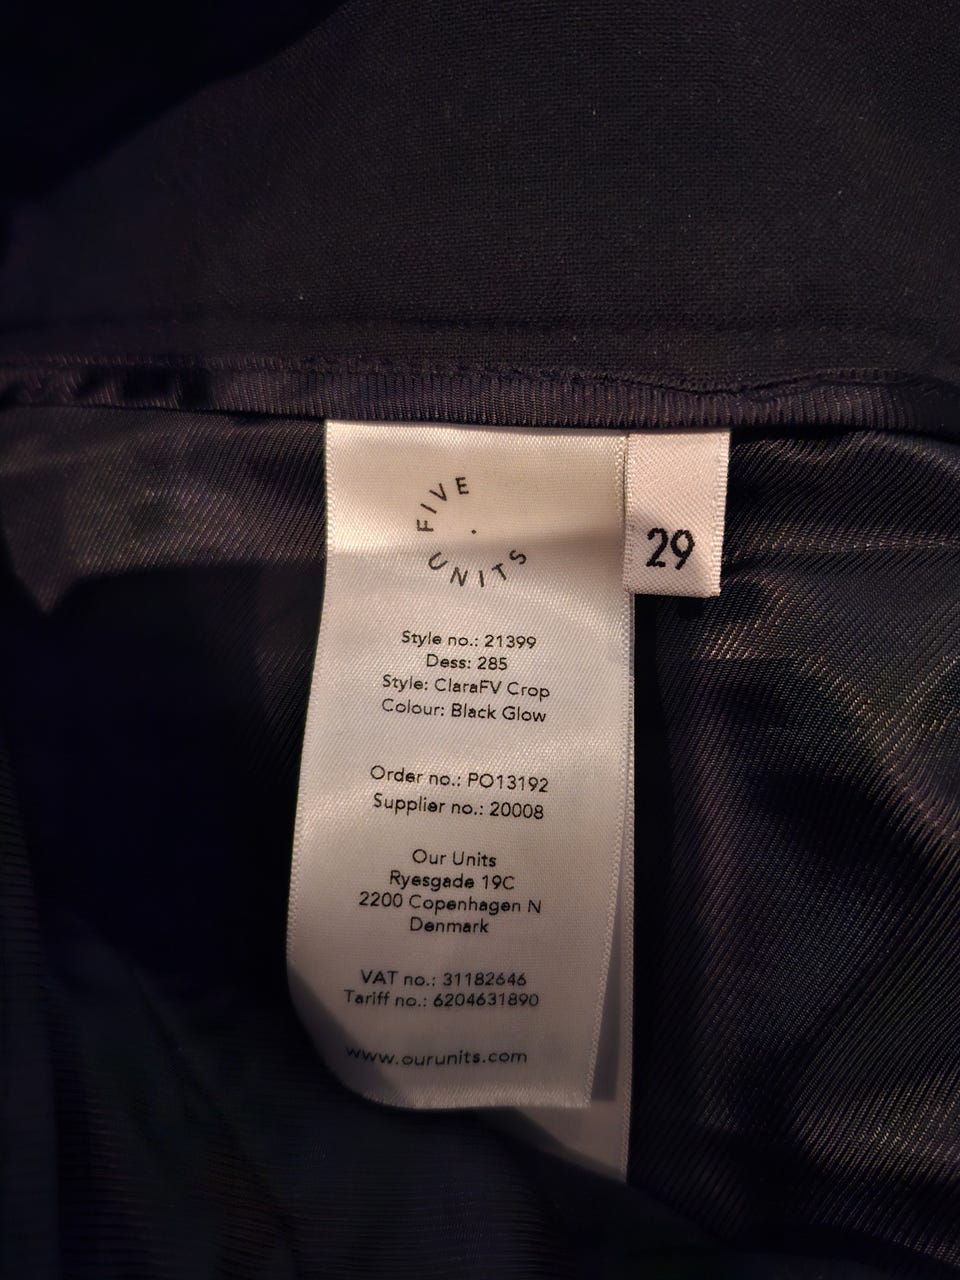 FIVE
UNITS
29
Style no.: 21399
Dess: 285
Style: ClaraFV Crop
Colour: Black Glow
Order no.: PO13192
Supplier no.: 20008
Our Units
Ryesgade 19C
2200 Copenhagen N
Denmark
VAT no.: 31182646
Tariff no.: 6204631890
www.ourunits.com